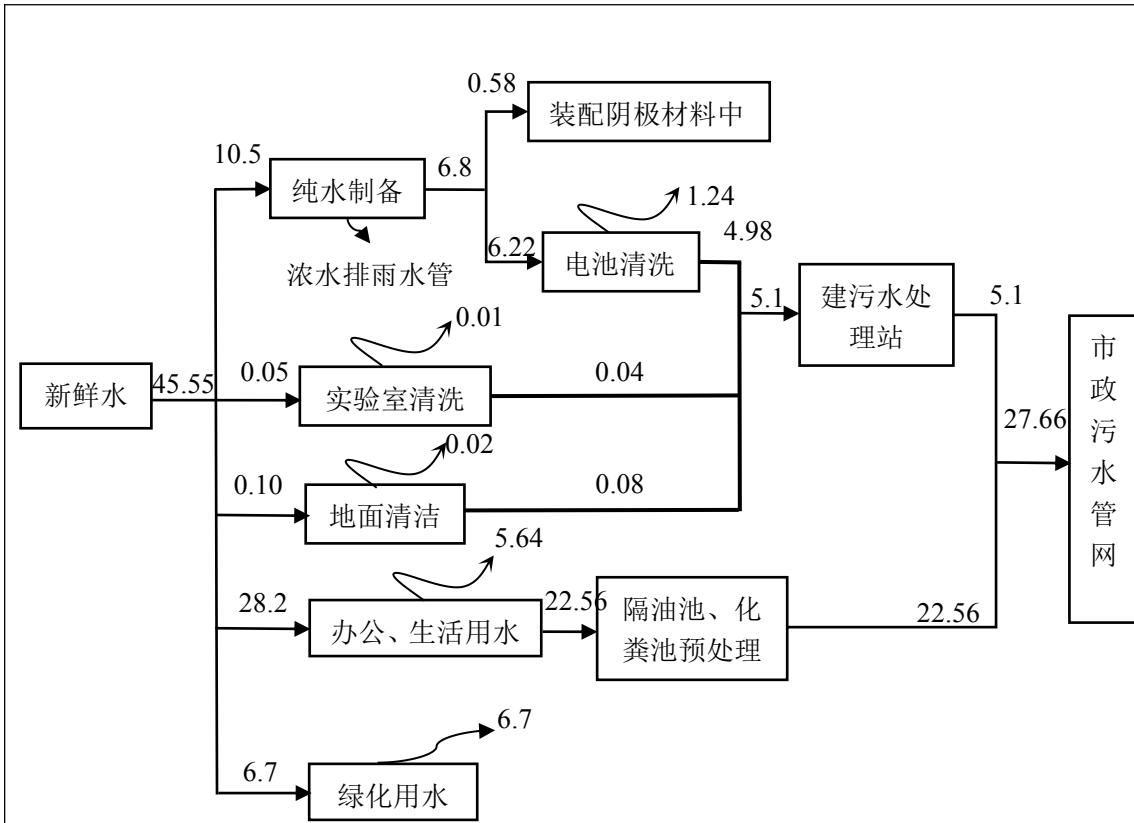 0.58
装配阴极材料中
10.5
纯水制备
6.8
1.24
浓水排雨水管
6.22
电池清洗
4.98
5.1
建污水处
理站
5.1
0.01
新鲜水
45.55
0.05
实验室清洗
0.04
市
政
污
水
管
网
27.66
0.02
0.10
地面清洁
0.08
5.64
28.2
办公、生活用水
22.56
隔油池、化
粪池预处理
22.56
6.7
6.7
绿化用水